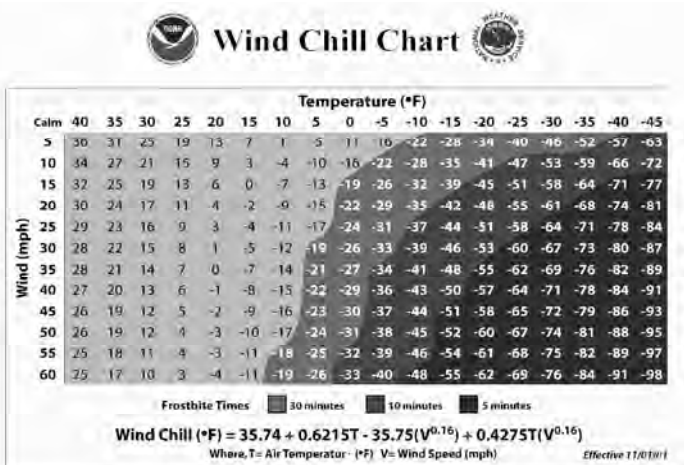 NOAA
Wind Chill Chart
NATIONAL WEATHER SERVICE
Temperature (°F)
Calm 40 35 30 25 20 15 10 5 0 -5 -10 -15 -20 -25 -30 -35 -40 -45
Wind (mph)
5 36 31 25 19 13 7 1 -5 -11 -16 -22 -28 -34 -40 -46 -52 -57 -63
10 34 27 21 15 9 3 -4 -10 -16 -22 -28 -35 -41 -47 -53 -59 -66 -72
15 32 25 19 13 6 0 -7 -13 -19 -26 -32 -39 -45 -51 -58 -64 -71 -77
20 30 24 17 11 4 -2 -9 -15 -22 -29 -35 -42 -48 -55 -61 -68 -74 -81
25 29 23 16 9 3 -4 -11 -17 -24 -31 -37 -44 -51 -58 -64 -71 -78 -84
30 28 22 15 8 1 -5 -12 -19 -26 -33 -39 -46 -53 -60 -67 -73 -80 -87
35 28 21 14 7 0 -7 -14 -21 -27 -34 -41 -48 -55 -62 -69 -76 -82 -89
40 27 20 13 6 -1 -8 -15 -22 -29 -36 -43 -50 -57 -64 -71 -78 -84 -91
45 26 19 12 5 -2 -9 -16 -23 -30 -37 -44 -51 -58 -65 -72 -79 -86 -93
50 26 19 12 4 -3 -10 -17 -24 -31 -38 -45 -52 -60 -67 -74 -81 -88 -95
55 25 18 11 4 -3 -11 -18 -25 -32 -39 -46 -54 -61 -68 -75 -82 -89 -97
60 25 17 10 3 -4 -11 -19 -26 -33 -40 -48 -55 -62 -69 -76 -84 -91 -98
Frostbite Times 30 minutes 10 minutes 5 minutes
Wind Chill (°F) = 35.74 + 0.6215T - 35.75(V^0.16) + 0.4275T(V^0.16)
Where, T= Air Temperatur (°F) V= Wind Speed (mph) Effective 11/01/01